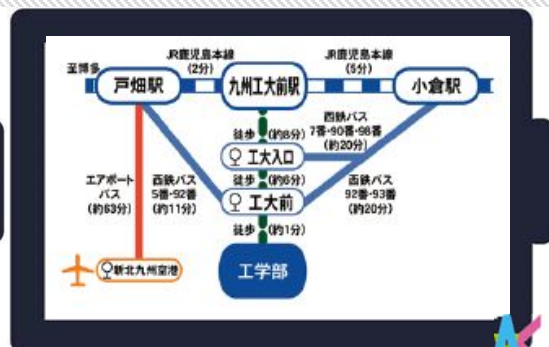 JR鹿児島本線
(2分)
JR鹿児島本線
(5分)
至博多
戸畑駅
九州工大前駅
小倉駅
徒歩 (約8分)
西鉄バス
7番・90番・98番
(約20分)
工大入口
徒歩 (約6分)
エアポート
バス
(約63分)
西鉄バス
5番・92番
(約11分)
工大前
西鉄バス
92番・93番
(約20分)
徒歩 (約1分)
新北九州空港
工学部